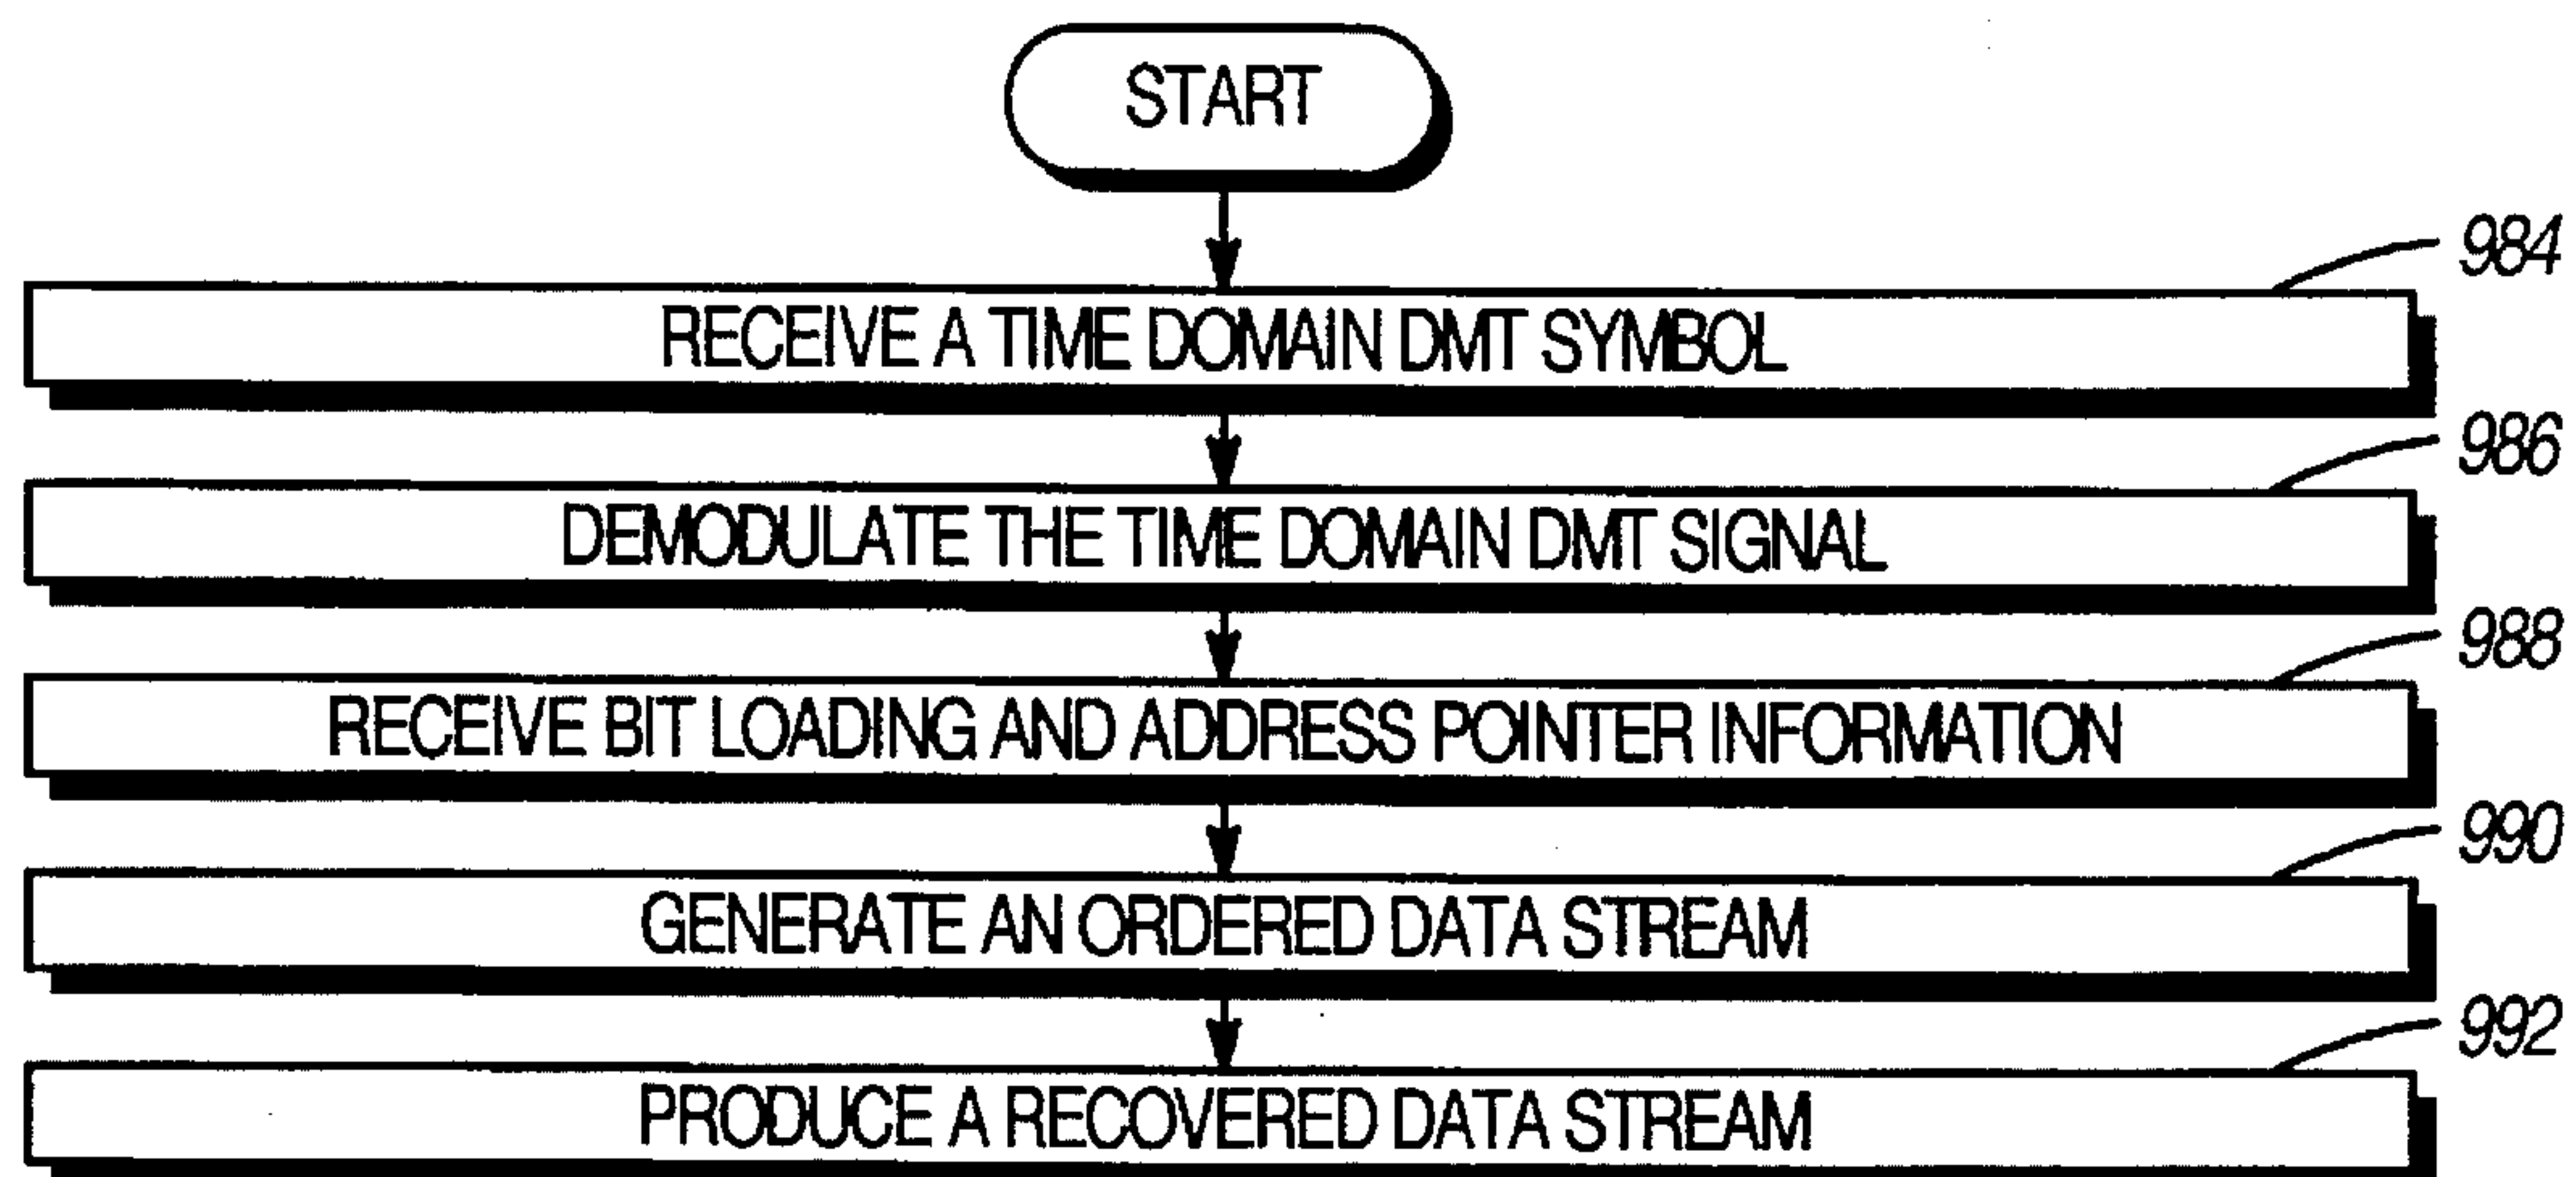 START
984
RECEIVE A TIME DOMAIN DMT SYMBOL
986
DEMODULATE THE TIME DOMAIN DMT SIGNAL
988
RECEIVE BIT LOADING AND ADDRESS POINTER INFORMATION
990
GENERATE AN ORDERED DATA STREAM
992
PRODUCE A RECOVERED DATA STREAM